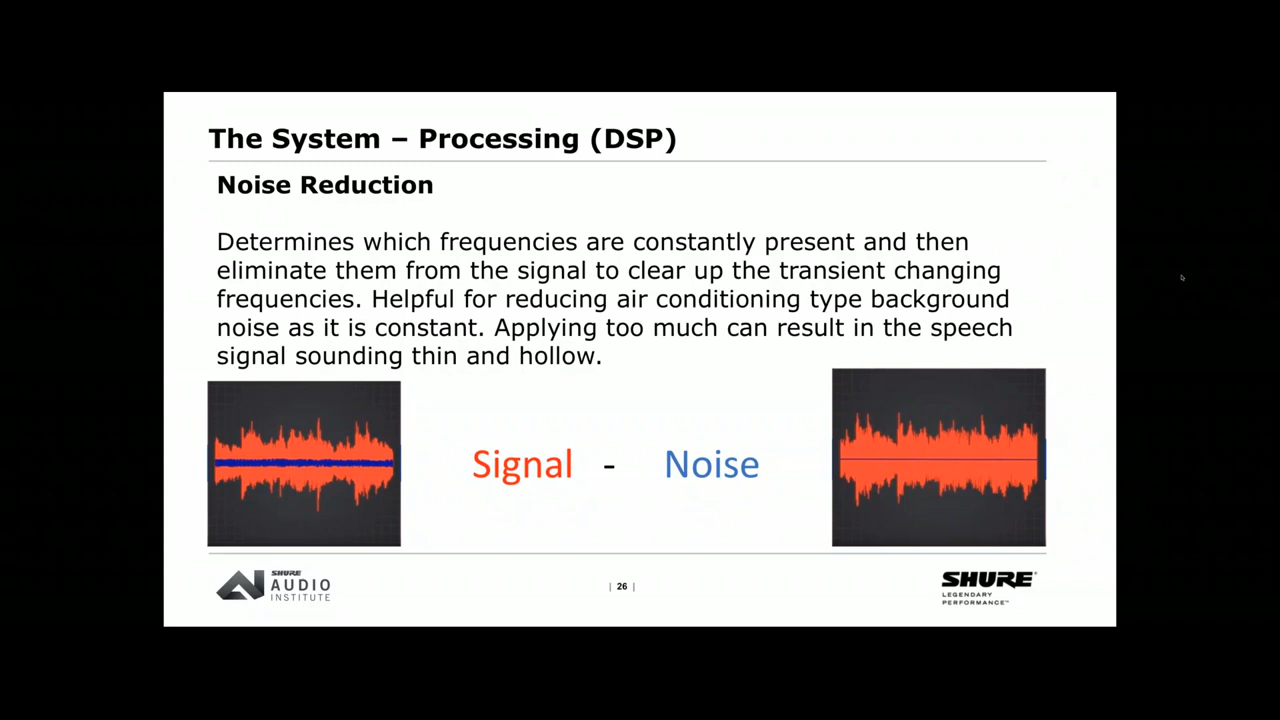 The System – Processing (DSP)
Noise Reduction
Determines which frequencies are constantly present and then
eliminate them from the signal to clear up the transient changing
frequencies. Helpful for reducing air conditioning type background
noise as it is constant. Applying too much can result in the speech
signal sounding thin and hollow.
Signal - Noise
SHURE
AUDIO
INSTITUTE
| 26 |
SHURE
LEGENDARY
PERFORMANCE™